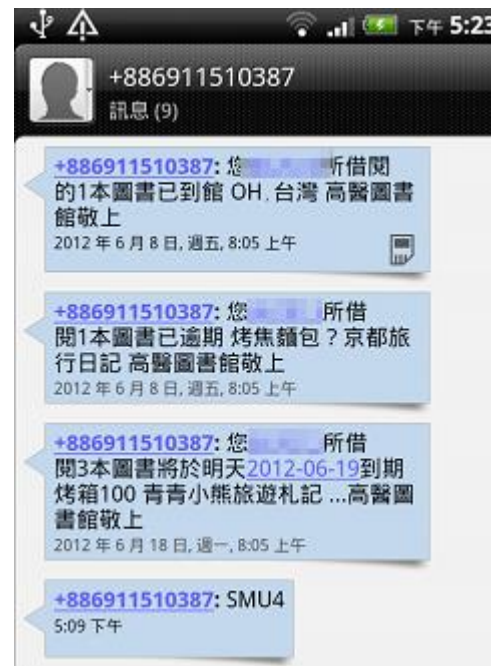 下午 5:23
+886911510387
訊息 (9)
+886911510387: 您 所借閱
的1本圖書已到館 OH. 台灣 高醫圖書
館敬上
2012 年 6 月 8 日, 週五, 8:05 上午
+886911510387: 您 所借
閱1本圖書已逾期 烤焦麵包？京都旅
行日記 高醫圖書館敬上
2012 年 6 月 8 日, 週五, 8:05 上午
+886911510387: 您 所借
閱3本圖書將於明天2012-06-19到期
烤箱100 青青小熊旅遊札記 ...高醫圖
書館敬上
2012 年 6 月 18 日, 週一, 8:05 上午
+886911510387: SMU4
5:09 下午